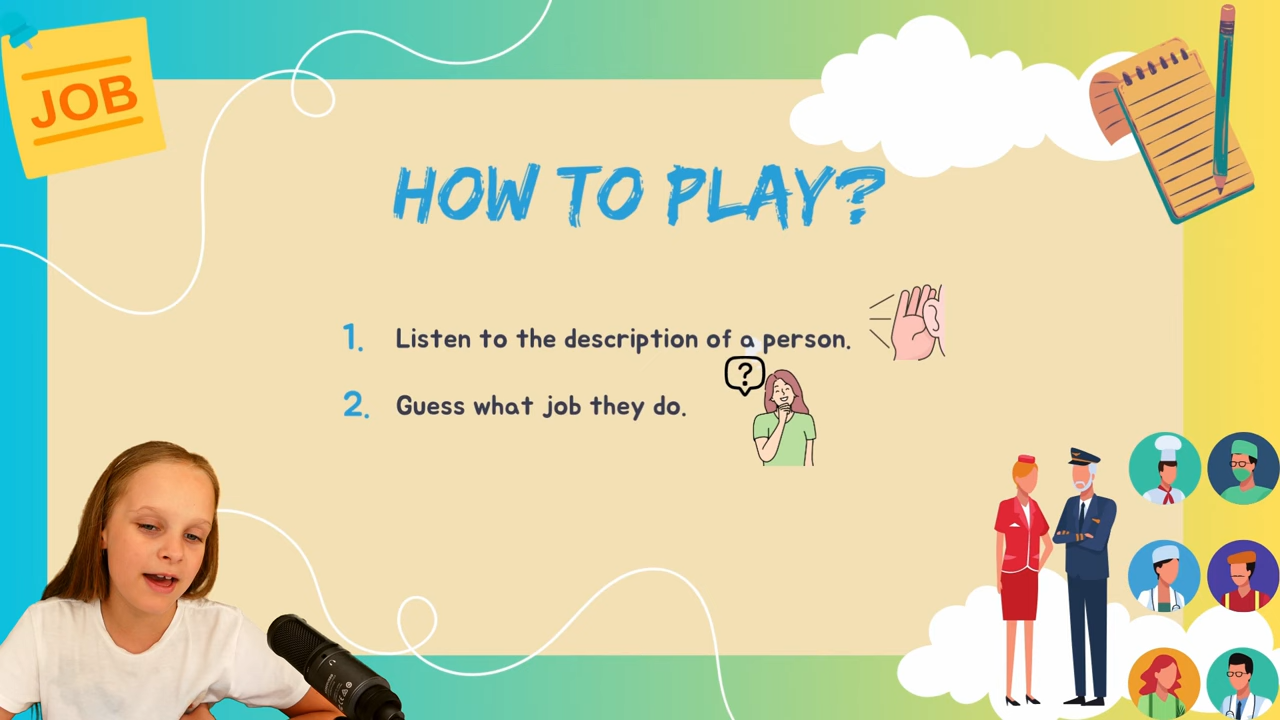 JOB
HOW TO PLAY?
1. Listen to the description of a person.
?
2. Guess what job they do.